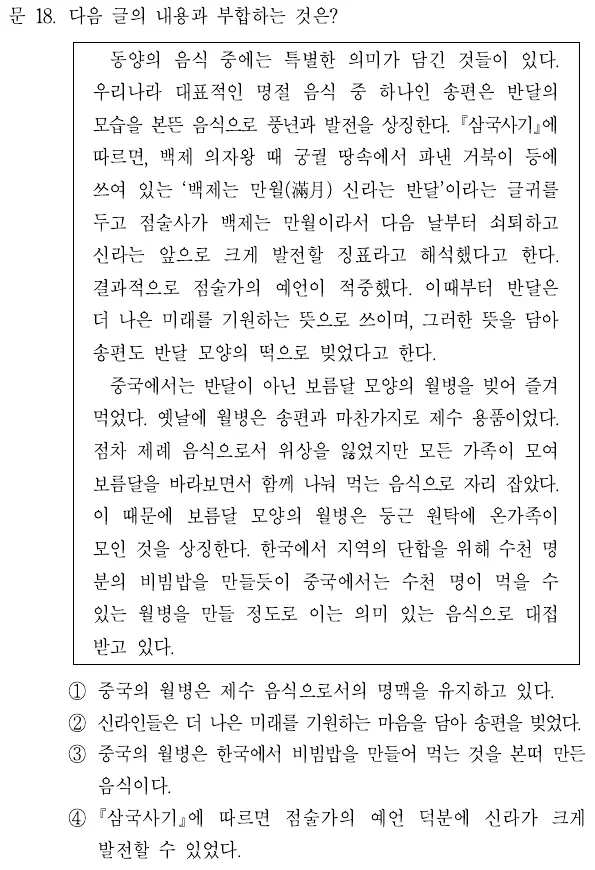 문 18. 다음 글의 내용과 부합하는 것은?
동양의 음식 중에는 특별한 의미가 담긴 것들이 있다.
우리나라 대표적인 명절 음식 중 하나인 송편은 반달의
모습을 본뜬 음식으로 풍년과 발전을 상징한다. 『삼국사기』에
따르면, 백제 의자왕 때 궁궐 땅속에서 파낸 거북이 등에
쓰여 있는 ‘백제는 만월(滿月) 신라는 반달’이라는 글귀를
두고 점술사가 백제는 만월이라서 다음 날부터 쇠퇴하고
신라는 앞으로 크게 발전할 징표라고 해석했다고 한다.
결과적으로 점술가의 예언이 적중했다. 이때부터 반달은
더 나은 미래를 기원하는 뜻으로 쓰이며, 그러한 뜻을 담아
송편도 반달 모양의 떡으로 빚었다고 한다.
중국에서는 반달이 아닌 보름달 모양의 월병을 빚어 즐겨
먹었다. 옛날에 월병은 송편과 마찬가지로 제수 용품이었다.
점차 제례 음식으로서 위상을 잃었지만 모든 가족이 모여
보름달을 바라보면서 함께 나눠 먹는 음식으로 자리 잡았다.
이 때문에 보름달 모양의 월병은 둥근 원탁에 온가족이
모인 것을 상징한다. 한국에서 지역의 단합을 위해 수천 명
분의 비빔밥을 만들듯이 중국에서는 수천 명이 먹을 수
있는 월병을 만들 정도로 이는 의미 있는 음식으로 대접
받고 있다.
① 중국의 월병은 제수 음식으로서의 명맥을 유지하고 있다.
② 신라인들은 더 나은 미래를 기원하는 마음을 담아 송편을 빚었다.
③ 중국의 월병은 한국에서 비빔밥을 만들어 먹는 것을 본떠 만든
음식이다.
④ 『삼국사기』에 따르면 점술가의 예언 덕분에 신라가 크게
발전할 수 있었다.